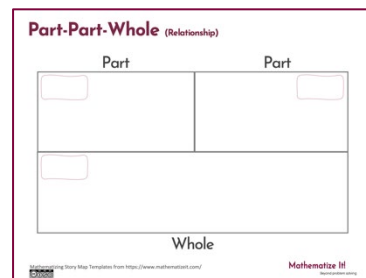 Part-Part-Whole (Relationship)
Part Part
Whole
Mathematizing Story Map Templates from https://www.mathematizeit.com/
Mathematize It!